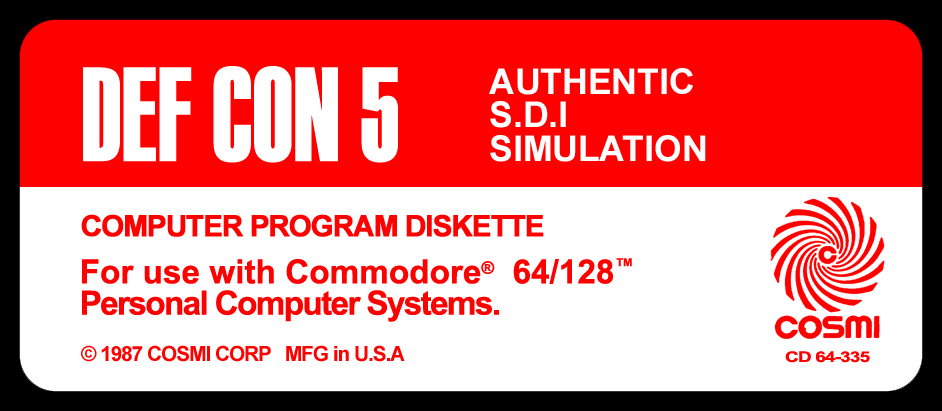 DEF CON 5
AUTHENTIC
S.D.I
SIMULATION
COMPUTER PROGRAM DISKETTE
For use with Commodore® 64/128™
Personal Computer Systems.
© 1987 COSMI CORP MFG in U.S.A
C
COSMI
CD 64-335